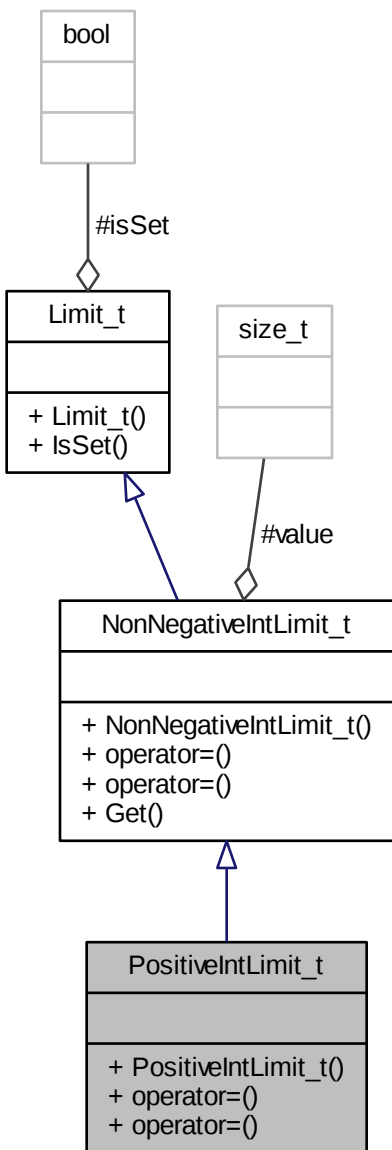 bool
#isSet
Limit_t
+ Limit_t()
+ IsSet()
size_t
#value
NonNegativeIntLimit_t
+ NonNegativeIntLimit_t()
+ operator=()
+ operator=()
+ Get()
PositiveIntLimit_t
+ PositiveIntLimit_t()
+ operator=()
+ operator=()